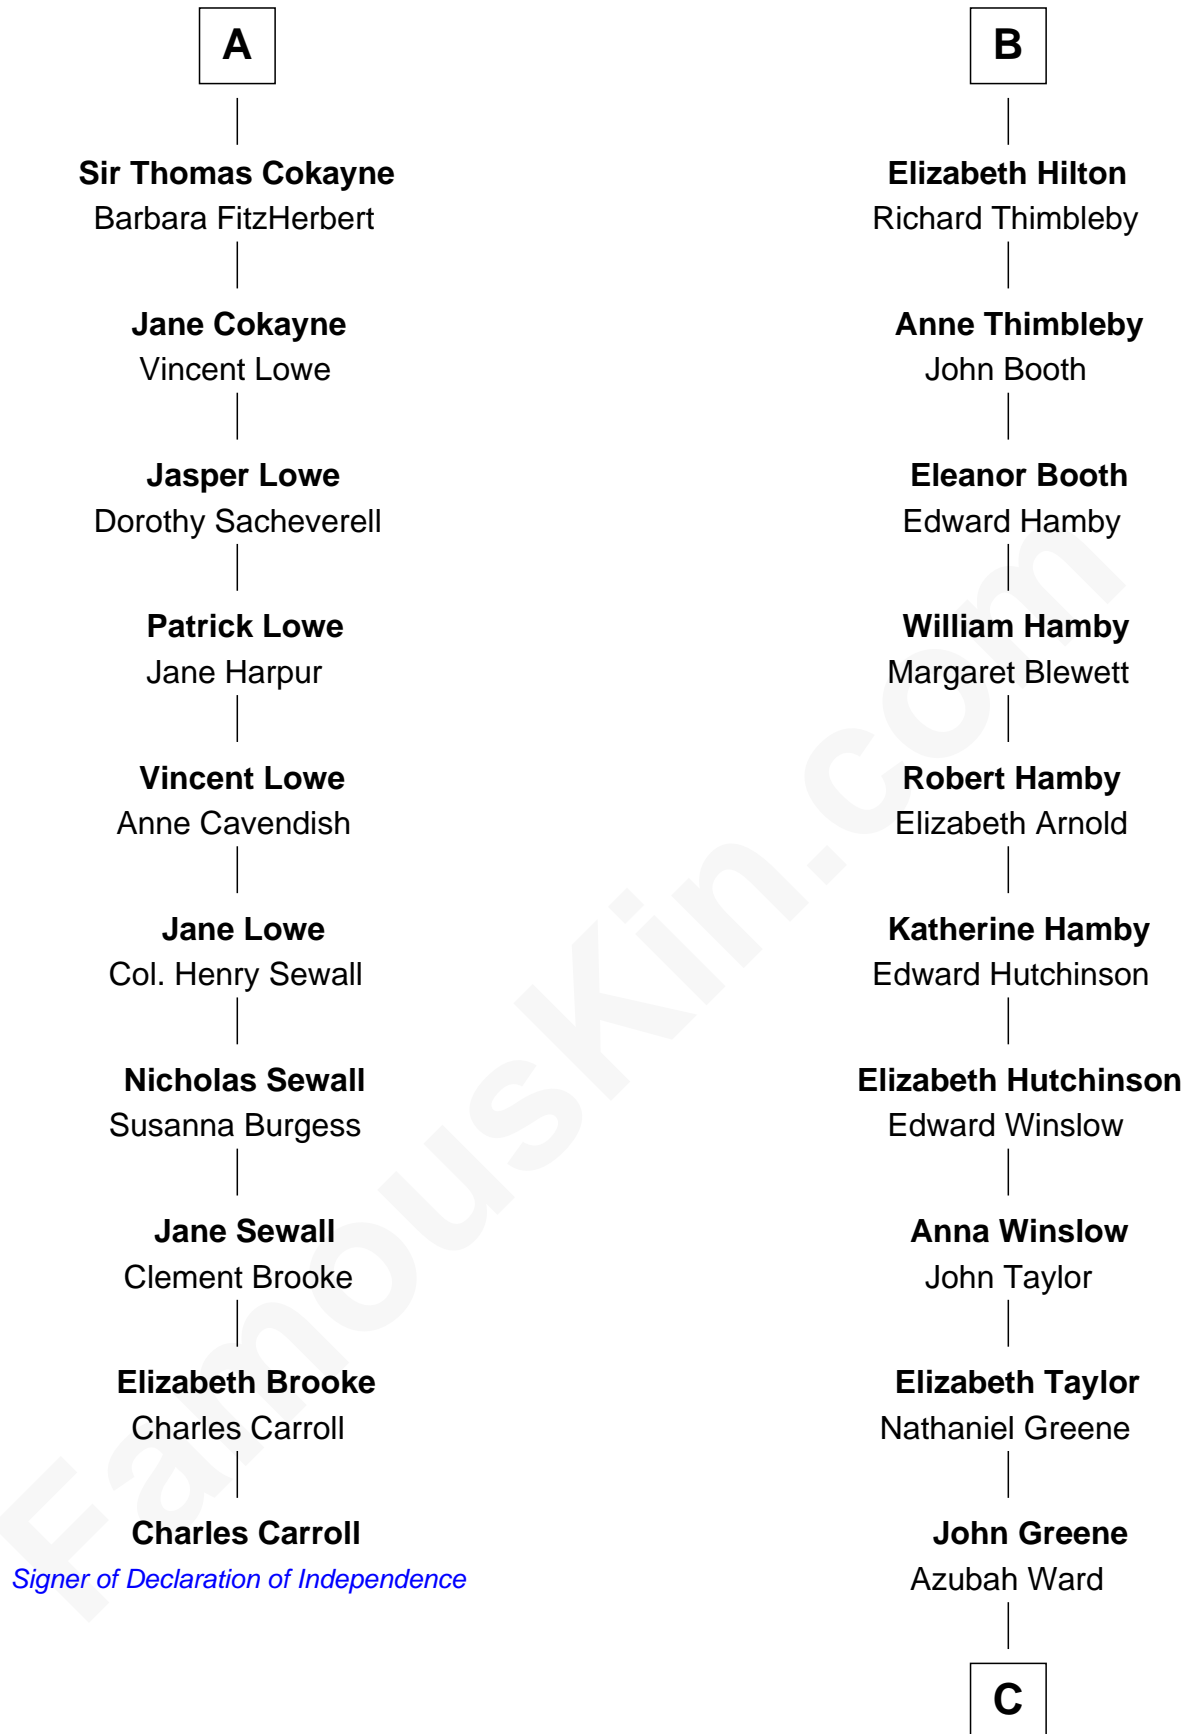 A
Sir Thomas Cokayne
Barbara FitzHerbert
Jane Cokayne
Vincent Lowe
Jasper Lowe
Dorothy Sacheverell
Patrick Lowe
Jane Harpur
Vincent Lowe
Anne Cavendish
Jane Lowe
Col. Henry Sewall
Nicholas Sewall
Susanna Burgess
Jane Sewall
Clement Brooke
Elizabeth Brooke
Charles Carroll
Charles Carroll
Signer of Declaration of Independence
B
Elizabeth Hilton
Richard Thimbleby
Anne Thimbleby
John Booth
Eleanor Booth
Edward Hamby
William Hamby
Margaret Blewett
Robert Hamby
Elizabeth Arnold
Katherine Hamby
Edward Hutchinson
Elizabeth Hutchinson
Edward Winslow
Anna Winslow
John Taylor
Elizabeth Taylor
Nathaniel Greene
John Greene
Azubah Ward
C
FamousKin.com